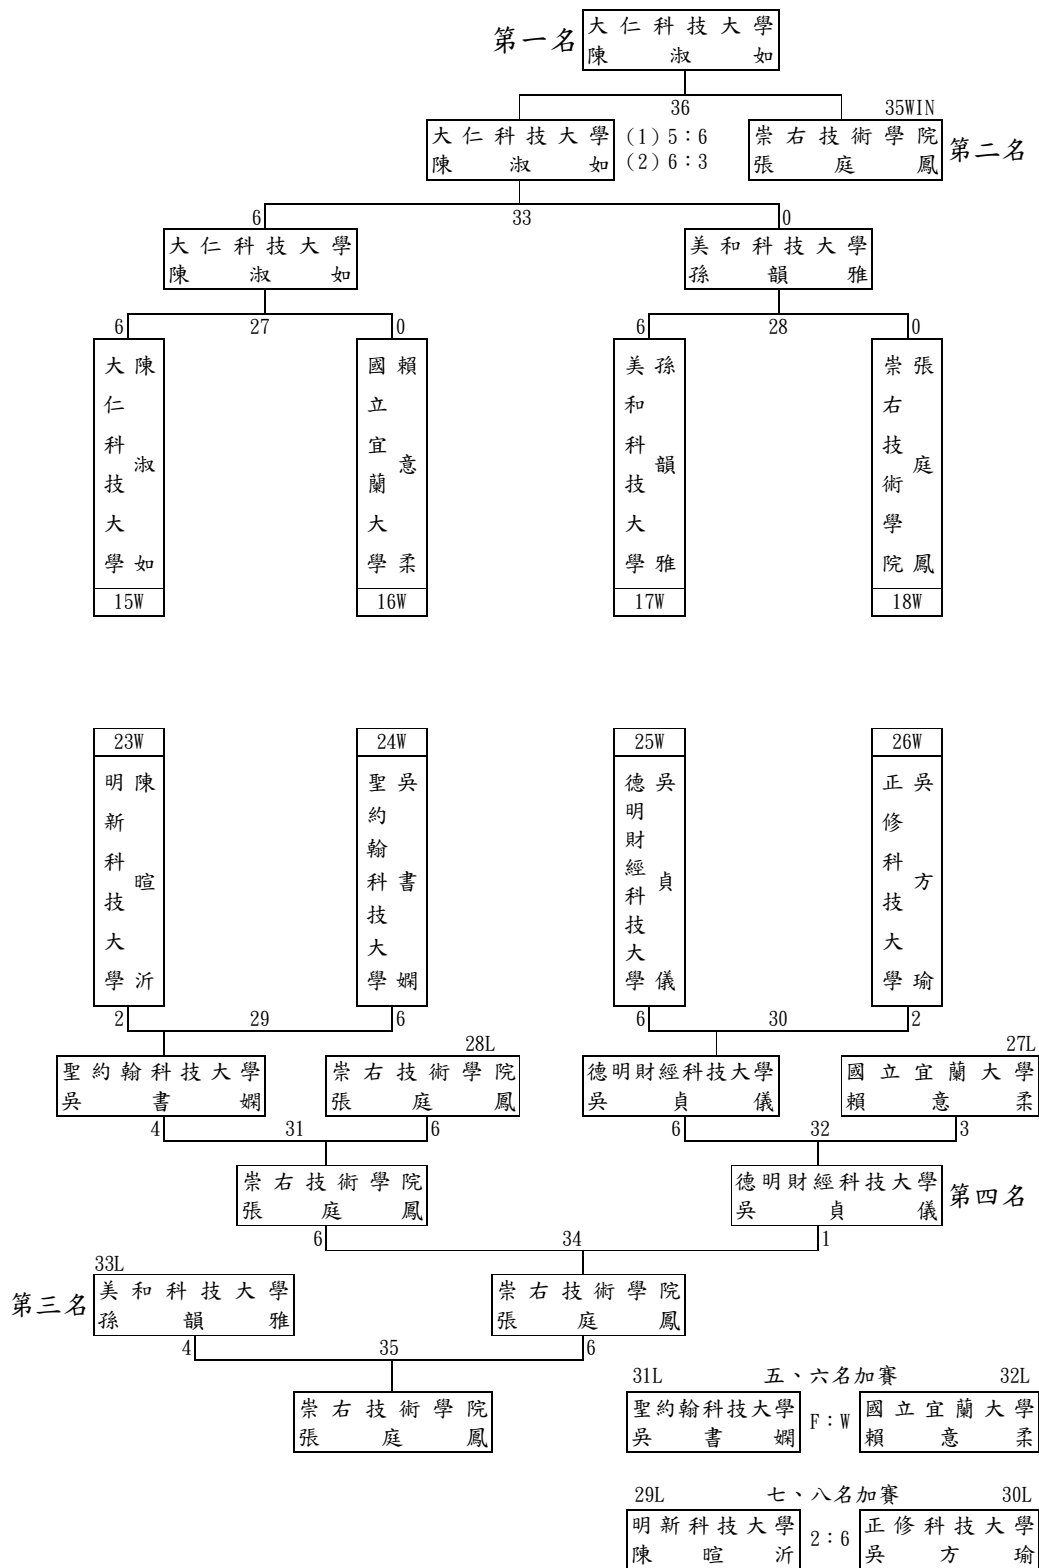 第一名
大仁科技大學
陳淑如
36
35WIN
大仁科技大學
陳淑如
(1)5:6
(2)6:3
崇右技術學院
張庭鳳
第二名
6
33
0
大仁科技大學
陳淑如
美和科技大學
孫韻雅
6
27
0
6
28
0
大仁科技大學
陳淑如
15W
國立宜蘭大學
賴意柔
16W
美和科技大學
孫韻雅
17W
崇右技術學院
張庭鳳
18W
23W
明新科技大學
陳暄沂
24W
聖約翰科技大學
吳書嫻
25W
德明財經科技大學
吳貞儀
26W
正修科技大學
吳方瑜
2
29
6
6
30
2
28L
27L
聖約翰科技大學
吳書嫻
崇右技術學院
張庭鳳
德明財經科技大學
吳貞儀
國立宜蘭大學
賴意柔
4
31
6
6
32
3
崇右技術學院
張庭鳳
德明財經科技大學
吳貞儀
第四名
6
34
1
33L
第三名
美和科技大學
孫韻雅
崇右技術學院
張庭鳳
4
35
6
崇右技術學院
張庭鳳
31L
五、六名加賽
32L
聖約翰科技大學
吳書嫻
F:W
國立宜蘭大學
賴意柔
29L
七、八名加賽
30L
明新科技大學
陳暄沂
2:6
正修科技大學
吳方瑜